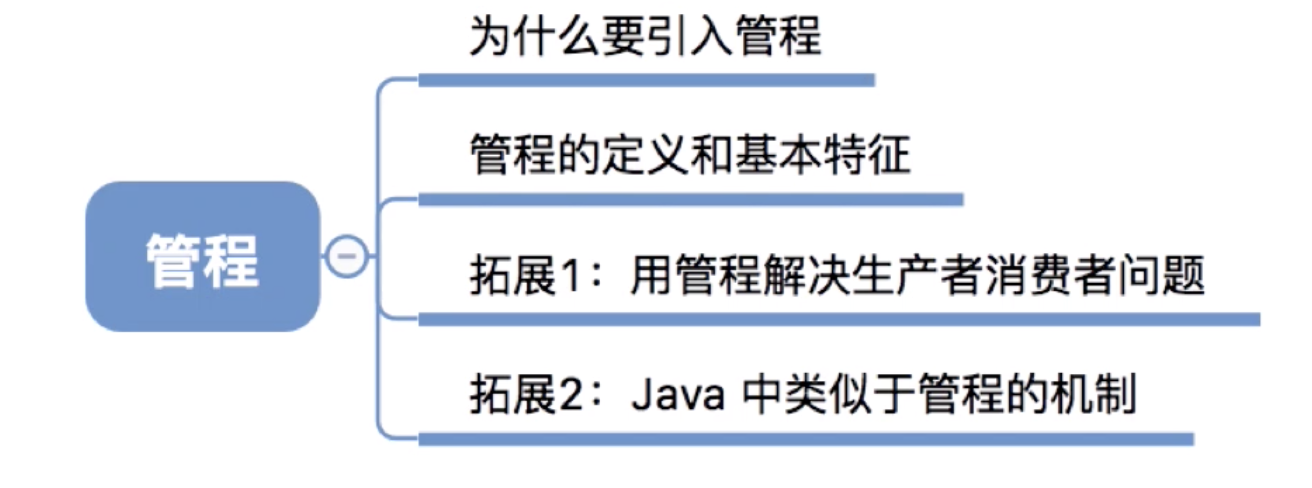 为什么要引入管程
管程的定义和基本特征
管程
拓展1：用管程解决生产者消费者问题
拓展2：Java 中类似于管程的机制